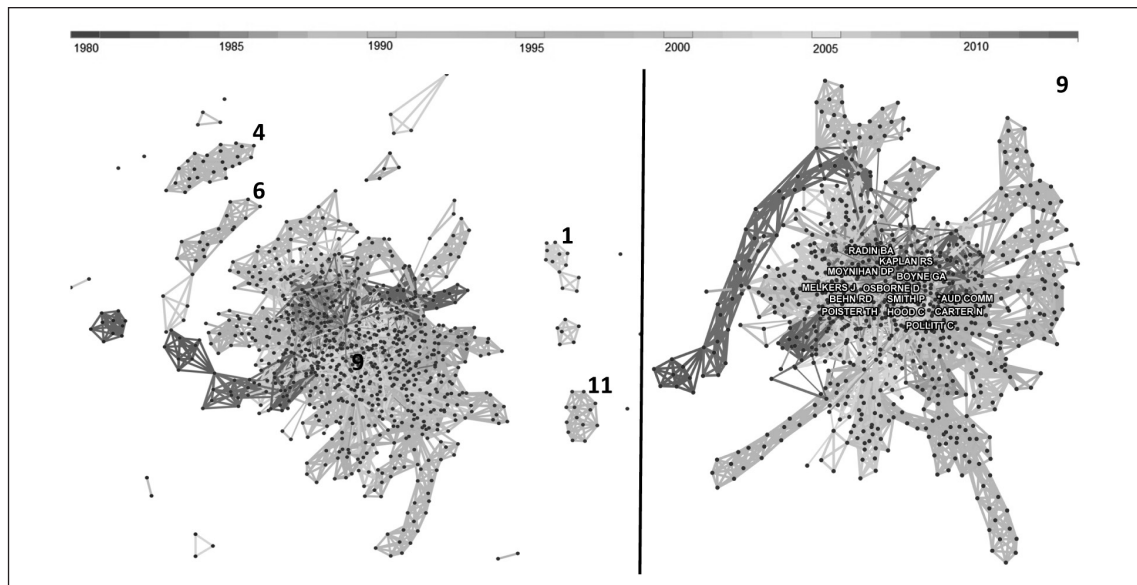 1980 1985 1990 1995 2000 2005 2010
4
6
1
9
11
9
RADIN BA
KAPLAN RS
MOYNIHAN DP
BOYNE GA
MELKERS J OSBORNE D
BEHN RD SMITH P *AUD COMM
POISTER TH HOOD C CARTER N
POLLITT C